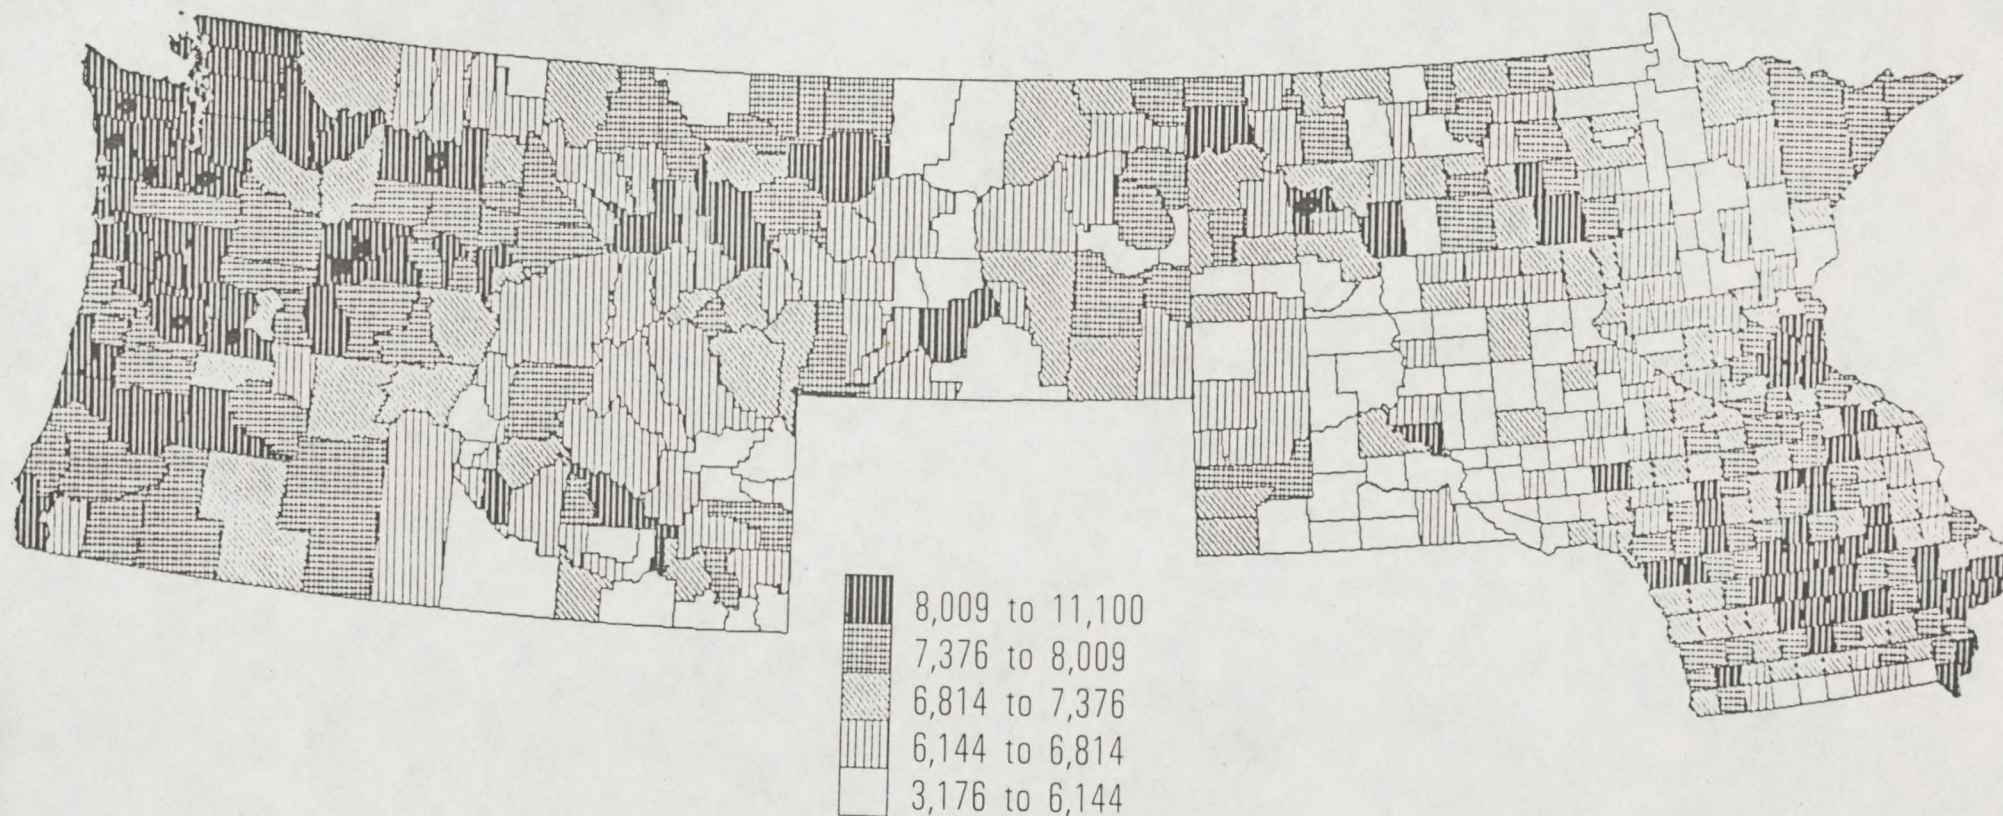 8,009 to 11,100
7,376 to 8,009
6,814 to 7,376
6,144 to 6,814
3,176 to 6,144